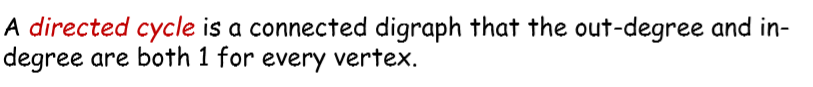 A directed cycle is a connected digraph that the out-degree and in-
degree are both 1 for every vertex.